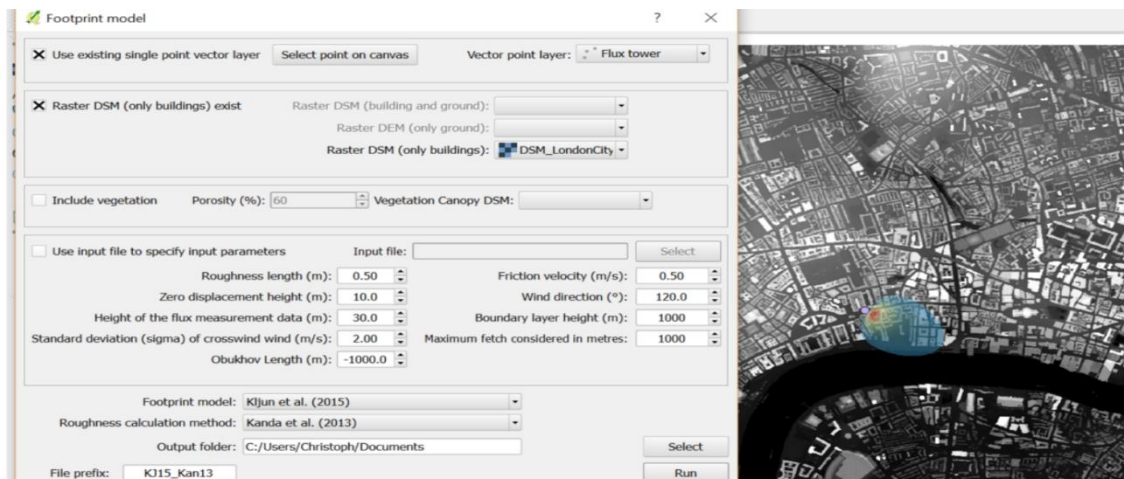 Footprint model ? ×
Use existing single point vector layer Select point on canvas Vector point layer: Flux tower
Raster DSM (only buildings) exist Raster DSM (building and ground):
Raster DEM (only ground):
Raster DSM (only buildings): DSM_LondonCity
Include vegetation Porosity (%): 60 Vegetation Canopy DSM:
Use input file to specify input parameters Input file: Select
Roughness length (m): 0.50 Friction velocity (m/s): 0.50
Zero displacement height (m): 10.0 Wind direction (°): 120.0
Height of the flux measurement data (m): 30.0 Boundary layer height (m): 1000
Standard deviation (sigma) of crosswind wind (m/s): 2.00 Maximum fetch considered in metres: 1000
Obukhov Length (m): -1000.0
Footprint model: Kljun et al. (2015)
Roughness calculation method: Kanda et al. (2013)
Output folder: C:/Users/Christoph/Documents Select
File prefix: KJ15_Kan13 Run